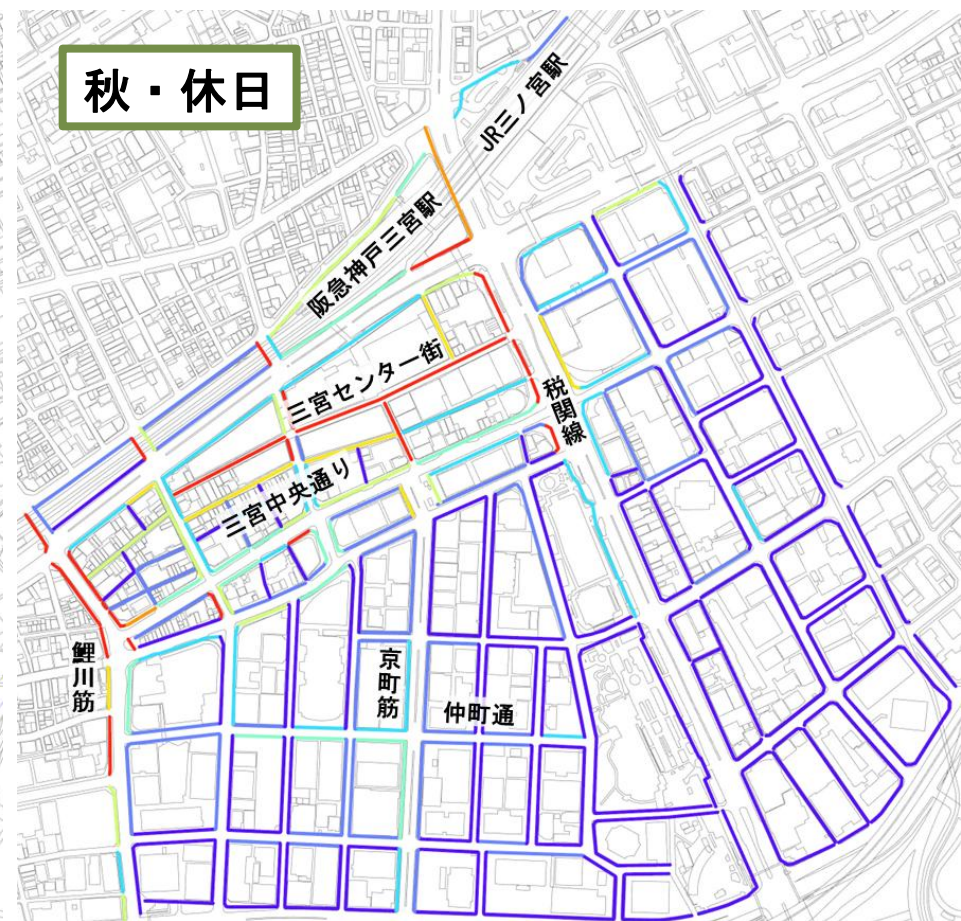 秋・休日
JR三ノ宮駅
阪急神戸三宮駅
三宮センター街
税関線
三宮中央通り
鯉川筋
京町筋
仲町通